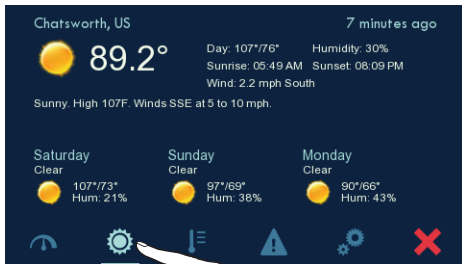 Chatsworth, US 7 minutes ago
89.2°
Day: 107°/76° Humidity: 30%
Sunrise: 05:49 AM Sunset: 08:09 PM
Wind: 2.2 mph South
Sunny. High 107F. Winds SSE at 5 to 10 mph.
Saturday Sunday Monday
Clear Clear Clear
107°/73° 97°/69° 90°/66°
Hum: 21% Hum: 38% Hum: 43%